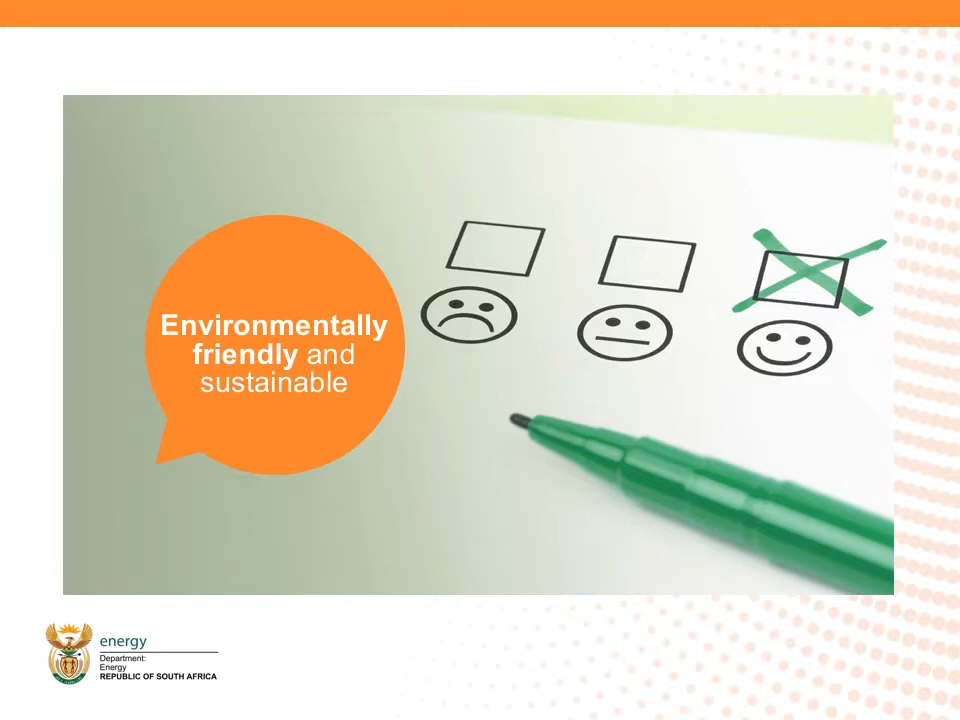 Environmentally
friendly and
sustainable
energy
Department:
Energy
REPUBLIC OF SOUTH AFRICA